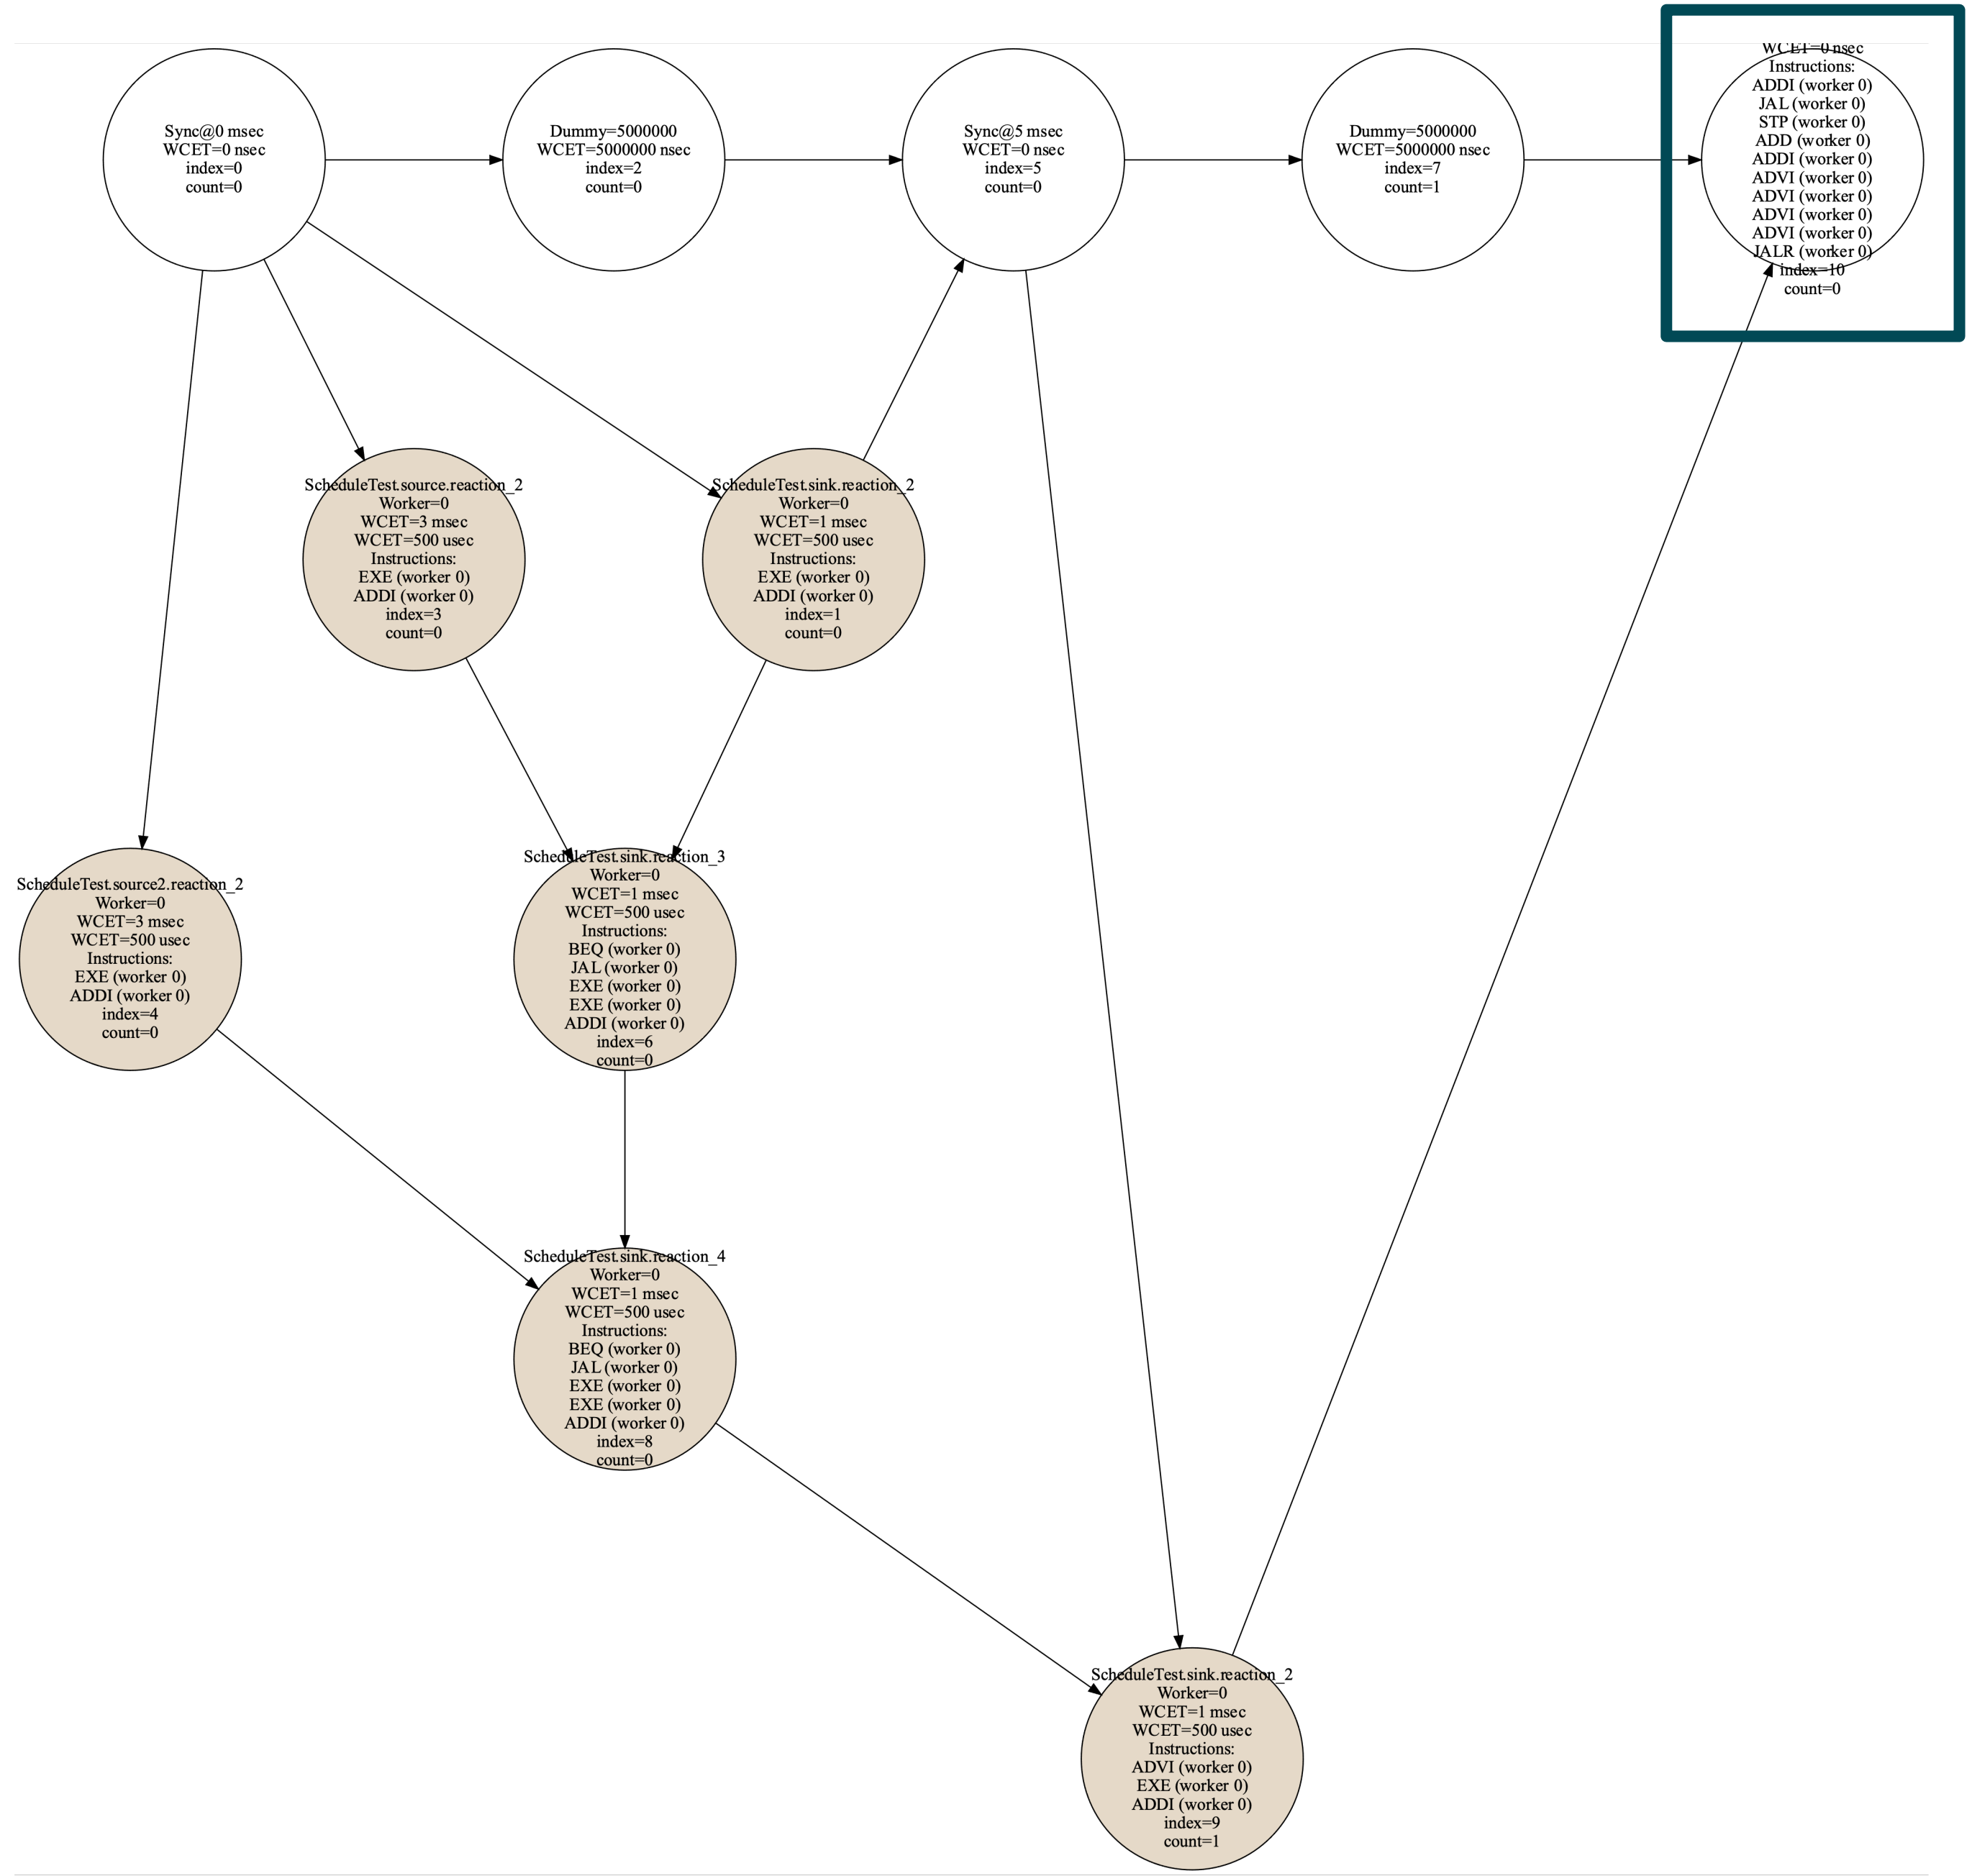 Sync@0 msec
WCET=0 nsec
index=0
count=0
Dummy=5000000
WCET=5000000 nsec
index=2
count=0
Sync@5 msec
WCET=0 nsec
index=5
count=0
Dummy=5000000
WCET=5000000 nsec
index=7
count=1
WCET=0 nsec
Instructions:
ADDI (worker 0)
JAL (worker 0)
STP (worker 0)
ADD (worker 0)
ADDI (worker 0)
ADVI (worker 0)
ADVI (worker 0)
ADVI (worker 0)
ADVI (worker 0)
JALR (worker 0)
index=10
count=0
ScheduleTest.source.reaction_2
Worker=0
WCET=3 msec
WCET=500 usec
Instructions:
EXE (worker 0)
ADDI (worker 0)
index=3
count=0
ScheduleTest.sink.reaction_2
Worker=0
WCET=1 msec
WCET=500 usec
Instructions:
EXE (worker 0)
ADDI (worker 0)
index=1
count=0
ScheduleTest.source2.reaction_2
Worker=0
WCET=3 msec
WCET=500 usec
Instructions:
EXE (worker 0)
ADDI (worker 0)
index=4
count=0
ScheduleTest.sink.reaction_3
Worker=0
WCET=1 msec
WCET=500 usec
Instructions:
BEQ (worker 0)
JAL (worker 0)
EXE (worker 0)
EXE (worker 0)
ADDI (worker 0)
index=6
count=0
ScheduleTest.sink.reaction_4
Worker=0
WCET=1 msec
WCET=500 usec
Instructions:
BEQ (worker 0)
JAL (worker 0)
EXE (worker 0)
EXE (worker 0)
ADDI (worker 0)
index=8
count=0
ScheduleTest.sink.reaction_2
Worker=0
WCET=1 msec
WCET=500 usec
Instructions:
ADVI (worker 0)
EXE (worker 0)
ADDI (worker 0)
index=9
count=1